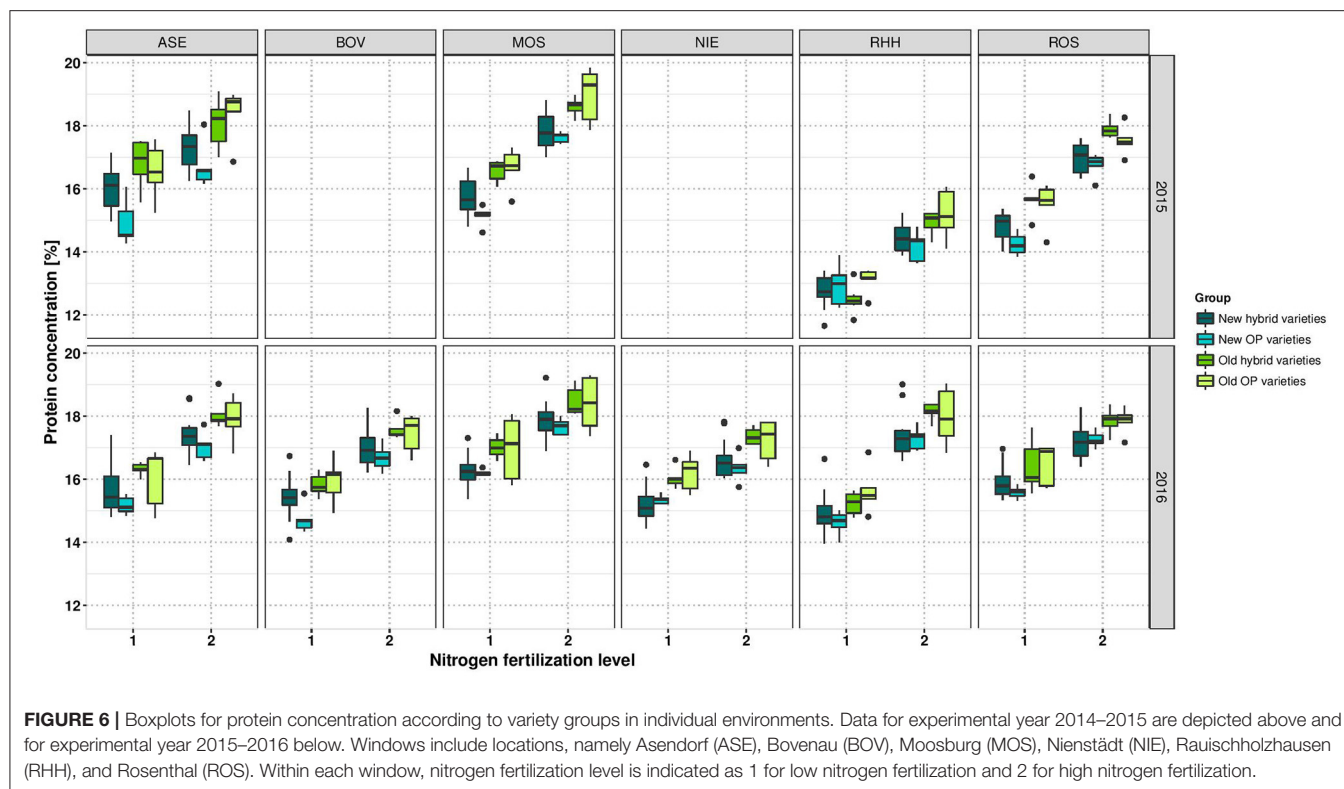 ASE BOV MOS NIE RHH ROS
20
18
16
14
12
2015
20
18
16
14
12
2016
Protein concentration [%]
1 2 1 2 1 2 1 2 1 2 1 2
Nitrogen fertilization level
Group
New hybrid varieties
New OP varieties
Old hybrid varieties
Old OP varieties
FIGURE 6 | Boxplots for protein concentration according to variety groups in individual environments. Data for experimental year 2014–2015 are depicted above and
for experimental year 2015–2016 below. Windows include locations, namely Asendorf (ASE), Bovenau (BOV), Moosburg (MOS), Nienstädt (NIE), Rauischholzhausen
(RHH), and Rosenthal (ROS). Within each window, nitrogen fertilization level is indicated as 1 for low nitrogen fertilization and 2 for high nitrogen fertilization.